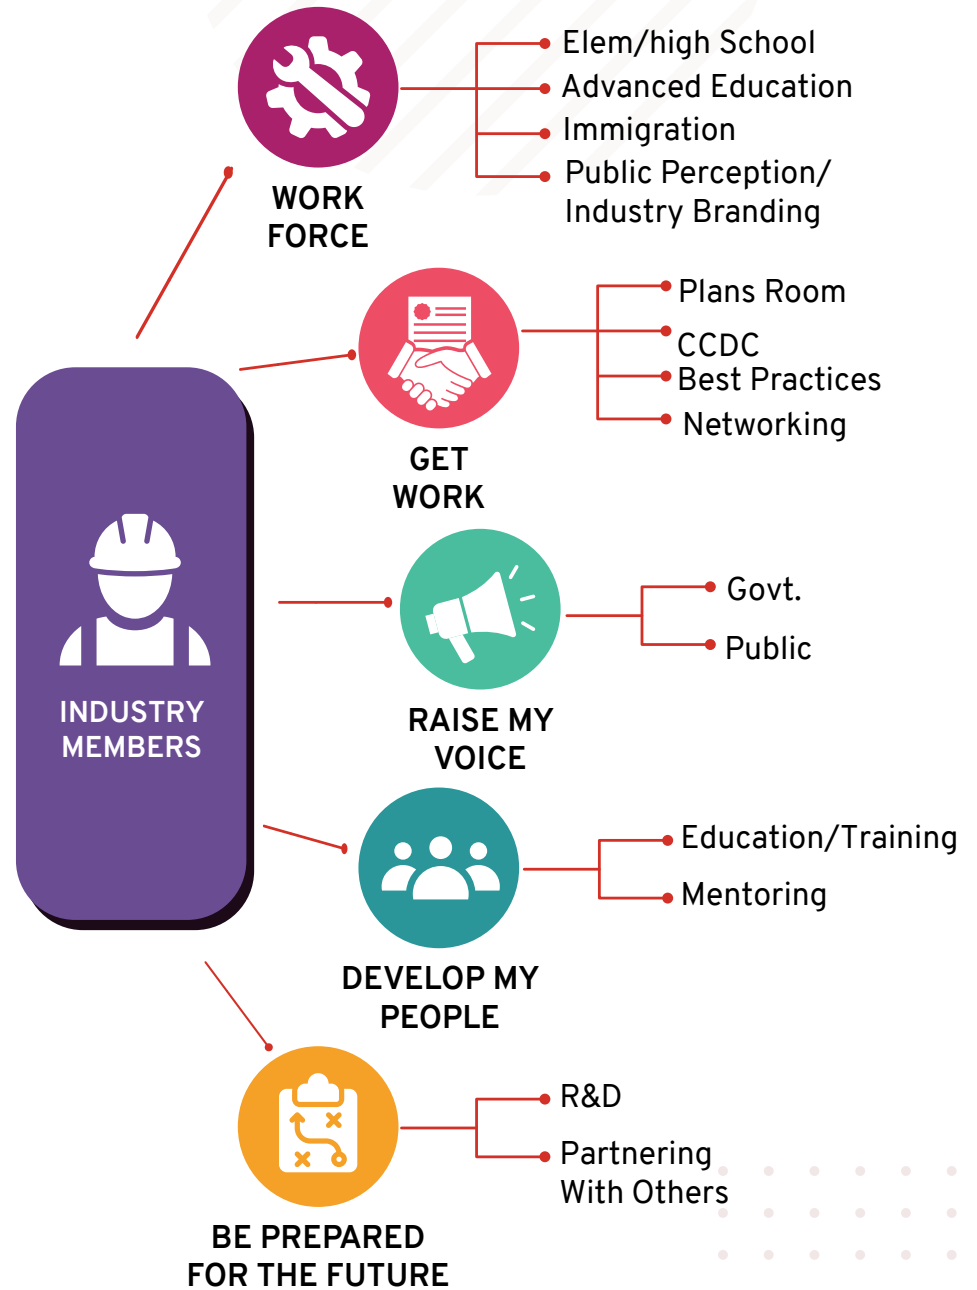 Elem/high School
Advanced Education
Immigration
Public Perception/
Industry Branding
WORK
FORCE
Plans Room
CCDC
Best Practices
Networking
GET
WORK
INDUSTRY
MEMBERS
Govt.
Public
RAISE MY
VOICE
Education/Training
Mentoring
DEVELOP MY
PEOPLE
R&D
Partnering
With Others
BE PREPARED
FOR THE FUTURE